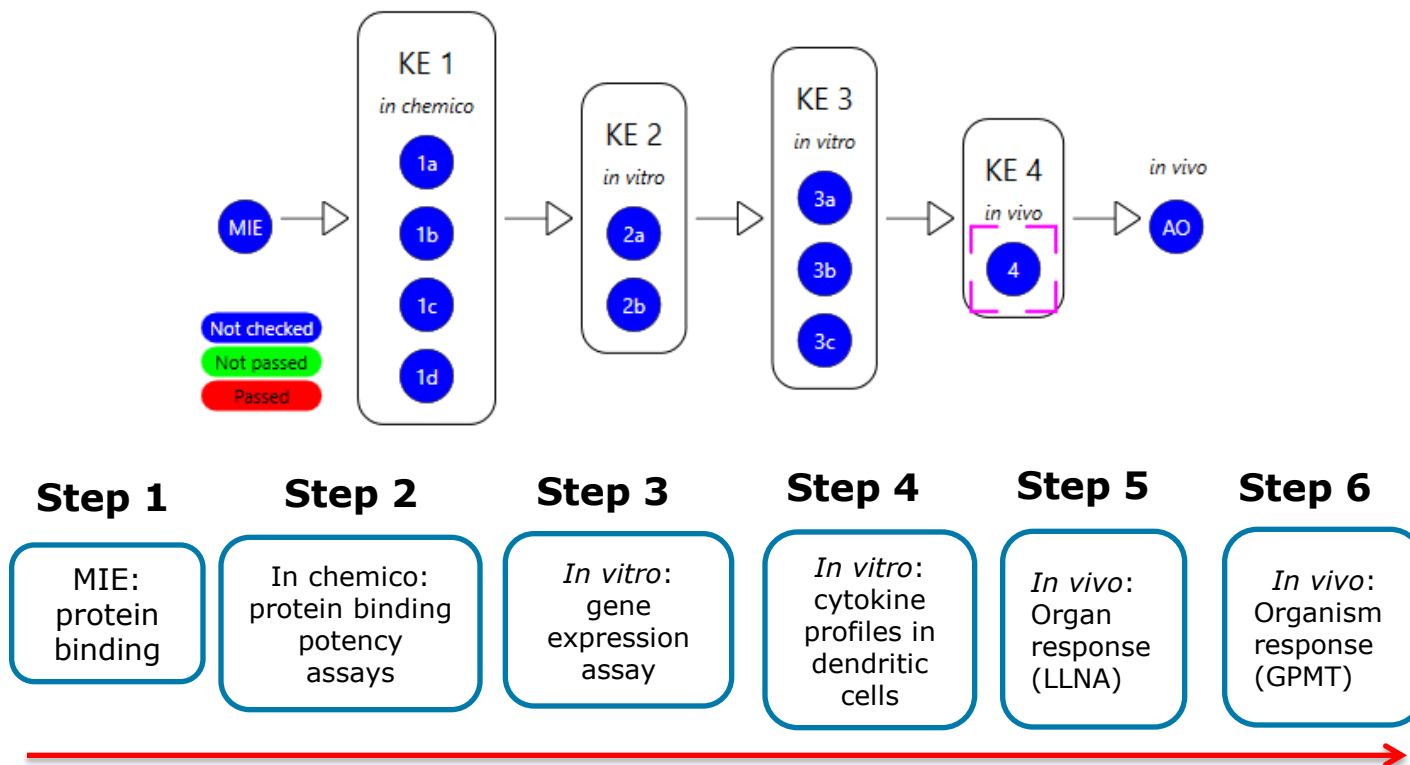 KE 1
in chemico
1a
1b
1c
1d
KE 2
in vitro
2a
2b
KE 3
in vitro
3a
3b
3c
KE 4
in vivo
4
in vivo
AO
MIE
Not checked
Not passed
Passed
Step 1
Step 2
Step 3
Step 4
Step 5
Step 6
MIE:
protein
binding
In chemico:
protein binding
potency
assays
In vitro:
gene
expression
assay
In vitro:
cytokine
profiles in
dendritic
cells
In vivo:
Organ
response
(LLNA)
In vivo:
Organism
response
(GPMT)